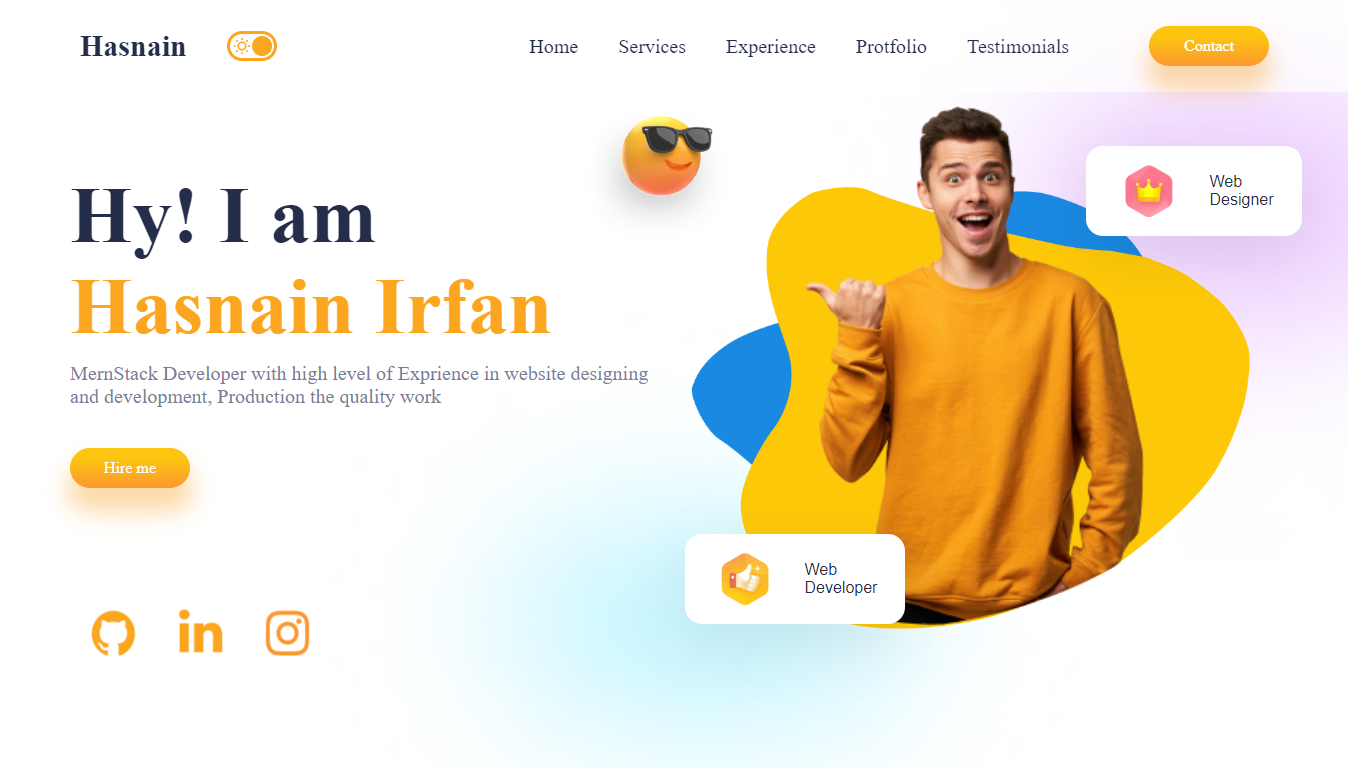 Hasnain
Home Services Experience Protfolio Testimonials Contact
Hy! I am
Hasnain Irfan
MernStack Developer with high level of Exprience in website designing
and development, Production the quality work
Hire me
Web
Designer
Web
Developer
in